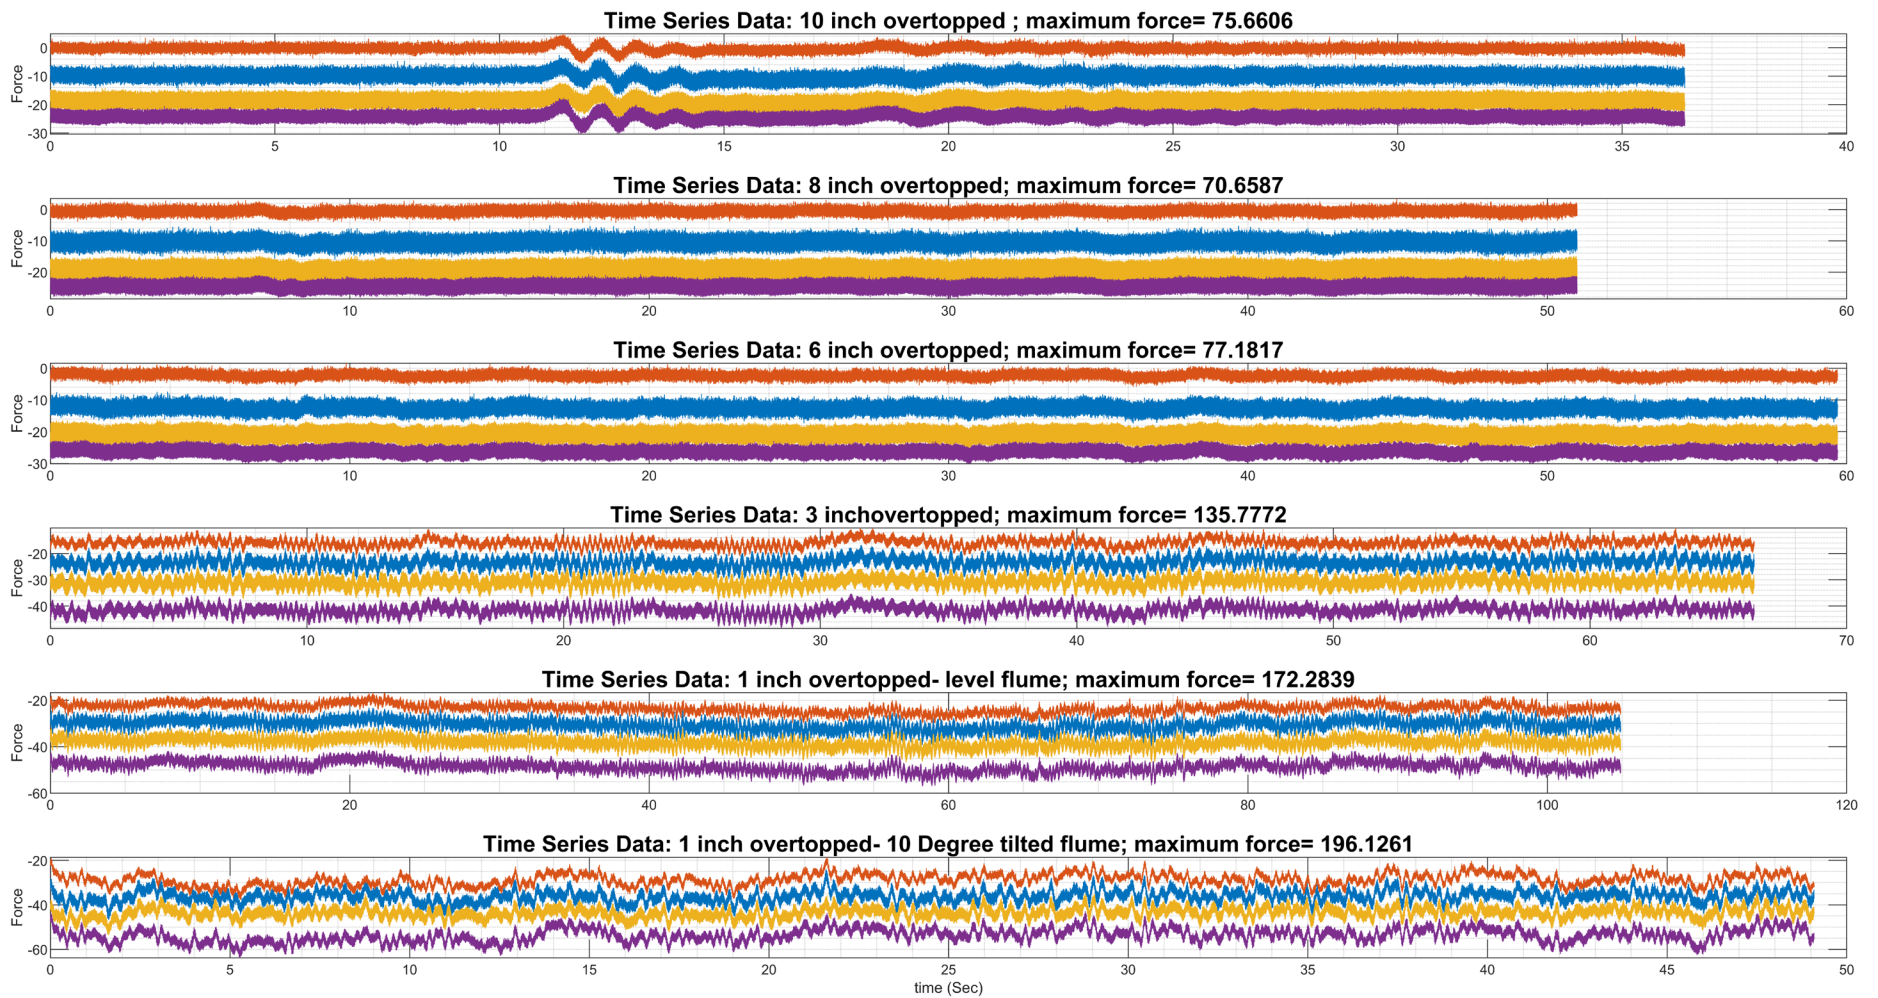 Time Series Data: 10 inch overtopped ; maximum force= 75.6606
0
-10
-20
-30
Force
0 5 10 15 20 25 30 35 40
Time Series Data: 8 inch overtopped; maximum force= 70.6587
0
-10
-20
Force
0 10 20 30 40 50 60
Time Series Data: 6 inch overtopped; maximum force= 77.1817
0
-10
-20
-30
Force
0 10 20 30 40 50 60
Time Series Data: 3 inchovertopped; maximum force= 135.7772
-20
-30
-40
Force
0 10 20 30 40 50 60 70
Time Series Data: 1 inch overtopped- level flume; maximum force= 172.2839
-20
-40
-60
Force
0 20 40 60 80 100 120
Time Series Data: 1 inch overtopped- 10 Degree tilted flume; maximum force= 196.1261
-20
-40
-60
Force
0 5 10 15 20 25 30 35 40 45 50
time (Sec)